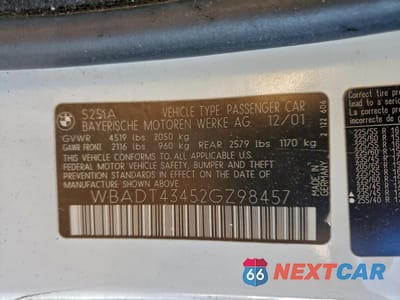 525IA VEHICLE TYPE PASSENGER CAR
BAYERISCHE MOTOREN WERKE AG 12/01
GVWR 4519 lbs 2050 kg
GAWR FRONT 2116 lbs 960 kg REAR 2579 lbs 1170 kg
THIS VEHICLE CONFORMS TO ALL APPLICABLE
FEDERAL MOTOR VEHICLE SAFETY, BUMPER,
AND THEFT PREVENTION STANDARDS IN EFFECT ON
THE DATE OF MANUFACTURE SHOWN ABOVE.
WBADT43452GZ98457
MADE IN
GERMANY
Correct tire
66 NEXTCAR